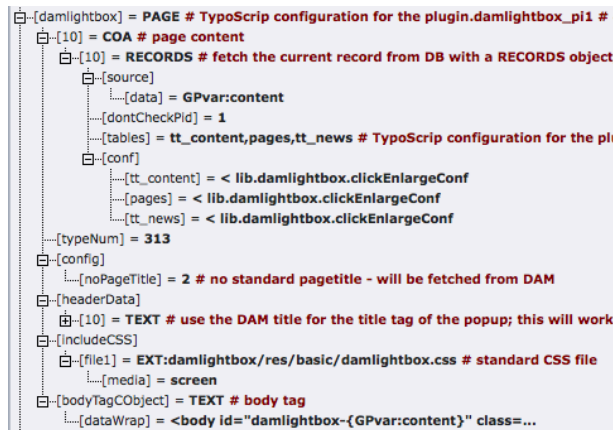 [damlightbox] = PAGE # TypoScrip configuration for the plugin.damlightbox_pi1 #
[10] = COA # page content
[10] = RECORDS # fetch the current record from DB with a RECORDS object
[source]
[data] = GPvar:content
[dontCheckPid] = 1
[tables] = tt_content,pages,tt_news # TypoScrip configuration for the plu
[conf]
[tt_content] = < lib.damlightbox.clickEnlargeConf
[pages] = < lib.damlightbox.clickEnlargeConf
[tt_news] = < lib.damlightbox.clickEnlargeConf
[typeNum] = 313
[config]
[noPageTitle] = 2 # no standard pagetitle - will be fetched from DAM
[headerData]
[10] = TEXT # use the DAM title for the title tag of the popup; this will work
[includeCSS]
[file1] = EXT:damlightbox/res/basic/damlightbox.css # standard CSS file
[media] = screen
[bodyTagCObject] = TEXT # body tag
[dataWrap] = <body id="damlightbox-{GPvar:content}" class=...